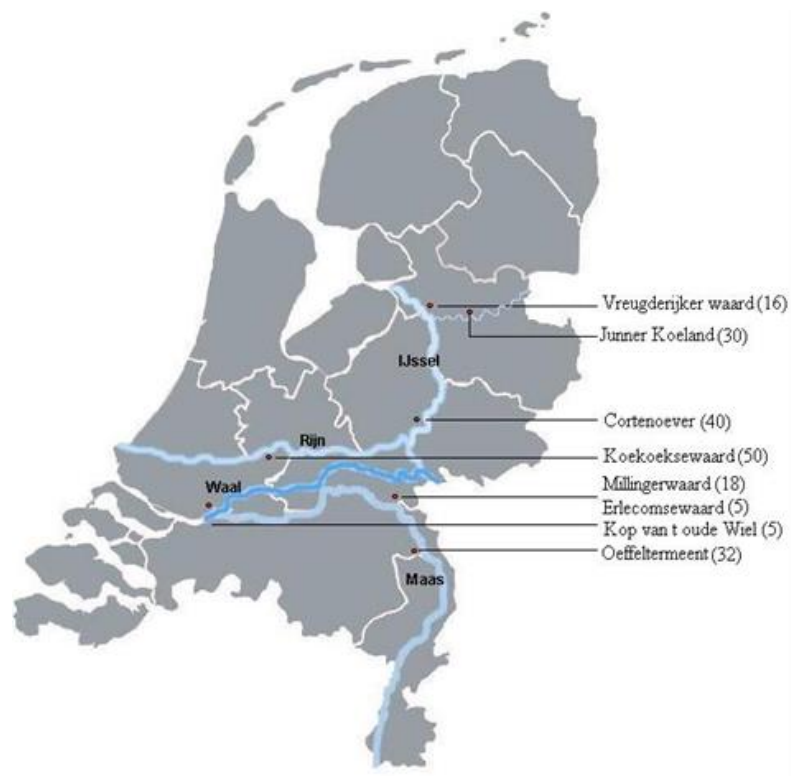 Vreugderijker waard (16)
Junner Koeland (30)
IJssel
Cortenoever (40)
Rijn
Koekoeksewaard (50)
Millingerwaard (18)
Waal
Erlecomsewaard (5)
Kop van t oude Wiel (5)
Oeffeltermeent (32)
Maas